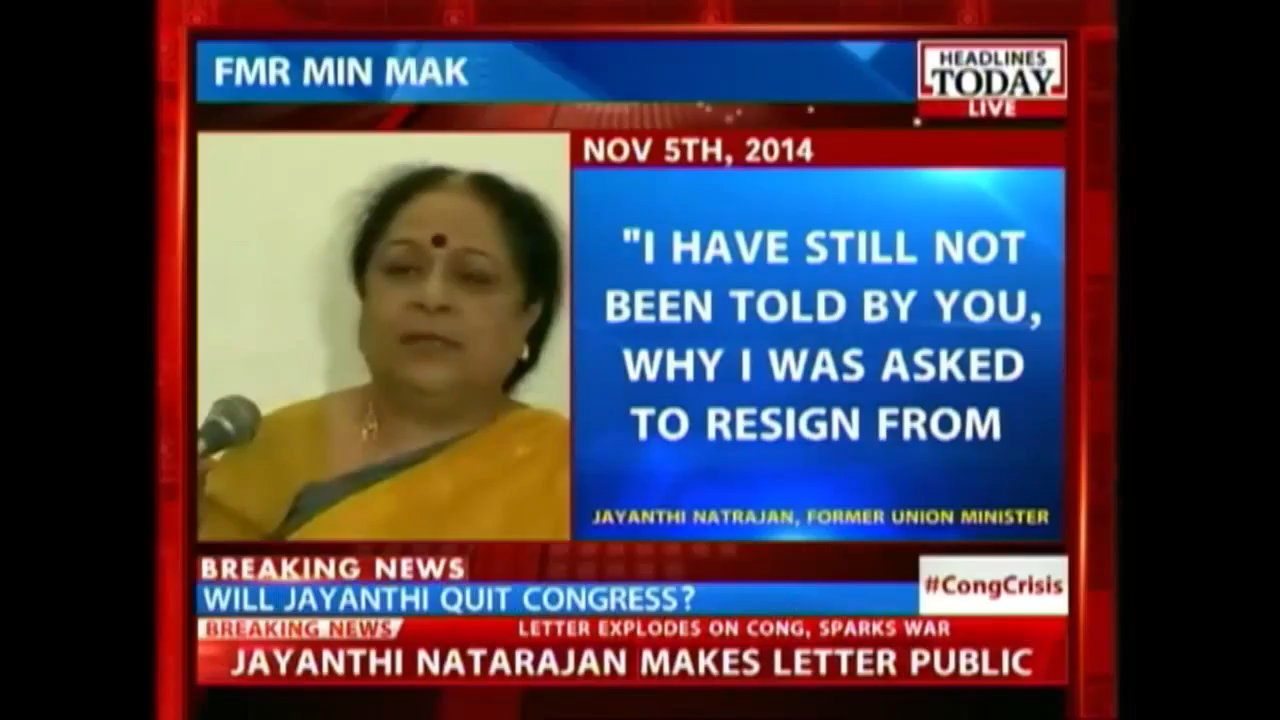 FMR MIN MAK
HEADLINES
TODAY
LIVE
NOV 5TH, 2014
"I HAVE STILL NOT
BEEN TOLD BY YOU,
WHY I WAS ASKED
TO RESIGN FROM
JAYANTHI NATRAJAN, FORMER UNION MINISTER
BREAKING NEWS
WILL JAYANTHI QUIT CONGRESS?
#CongCrisis
BREAKING NEWS
LETTER EXPLODES ON CONG, SPARKS WAR
JAYANTHI NATARAJAN MAKES LETTER PUBLIC